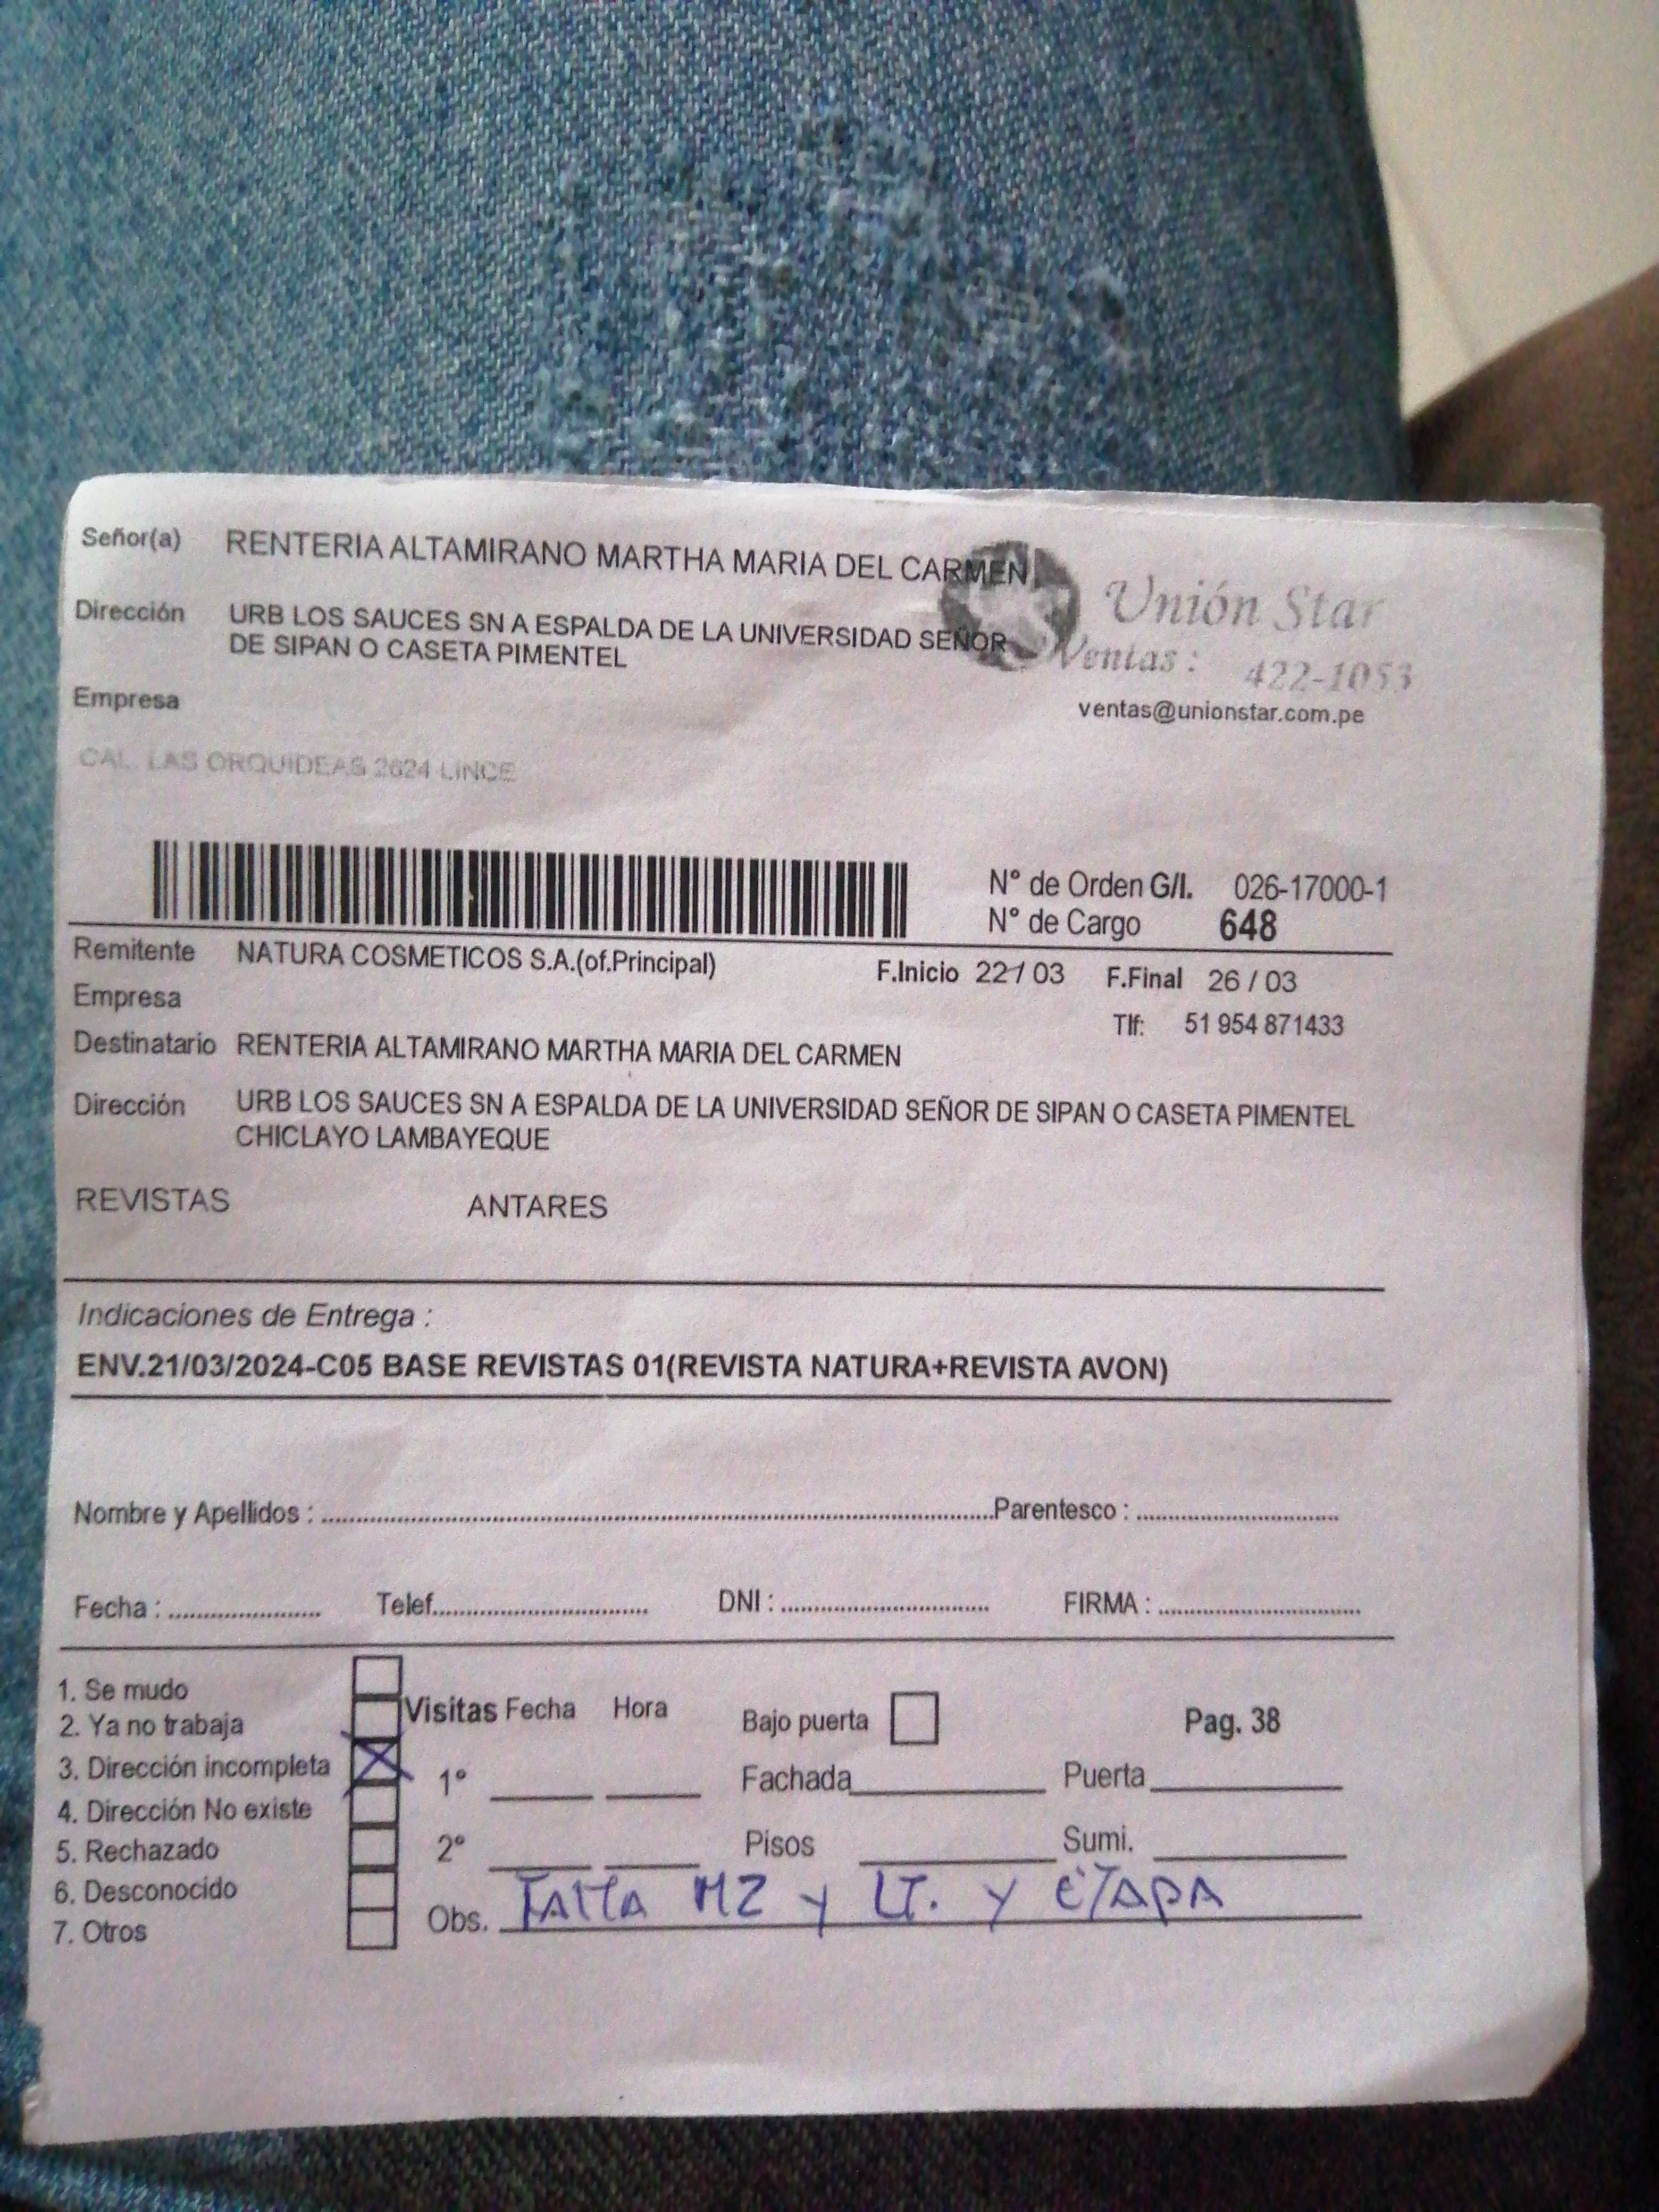 Señor(a) RENTERIA ALTAMIRANO MARTHA MARIA DEL CARMEN
Unión Star
Dirección URB LOS SAUCES SN A ESPALDA DE LA UNIVERSIDAD SEÑOR
DE SIPAN O CASETA PIMENTEL
Ventas : 422-1053
Empresa
ventas@unionstar.com.pe
CAL. LAS ORQUIDEAS 2624 LINCE
N° de Orden G/I. 026-17000-1
N° de Cargo 648
Remitente NATURA COSMETICOS S.A.(of.Principal)
F.Inicio 22/03 F.Final 26 / 03
Empresa
Tlf: 51 954 871433
Destinatario RENTERIA ALTAMIRANO MARTHA MARIA DEL CARMEN
Dirección URB LOS SAUCES SN A ESPALDA DE LA UNIVERSIDAD SEÑOR DE SIPAN O CASETA PIMENTEL
CHICLAYO LAMBAYEQUE
REVISTAS ANTARES
Indicaciones de Entrega :
ENV.21/03/2024-C05 BASE REVISTAS 01(REVISTA NATURA+REVISTA AVON)
Nombre y Apellidos : Parentesco :
Fecha : Telef. DNI : FIRMA :
1. Se mudo
2. Ya no trabaja
3. Dirección incompleta
4. Dirección No existe
5. Rechazado
6. Desconocido
7. Otros
Visitas Fecha Hora
1°
2°
Bajo puerta Pag. 38
Fachada Puerta
Pisos Sumi.
Obs. FALTA MZ y LT. y ETAPA